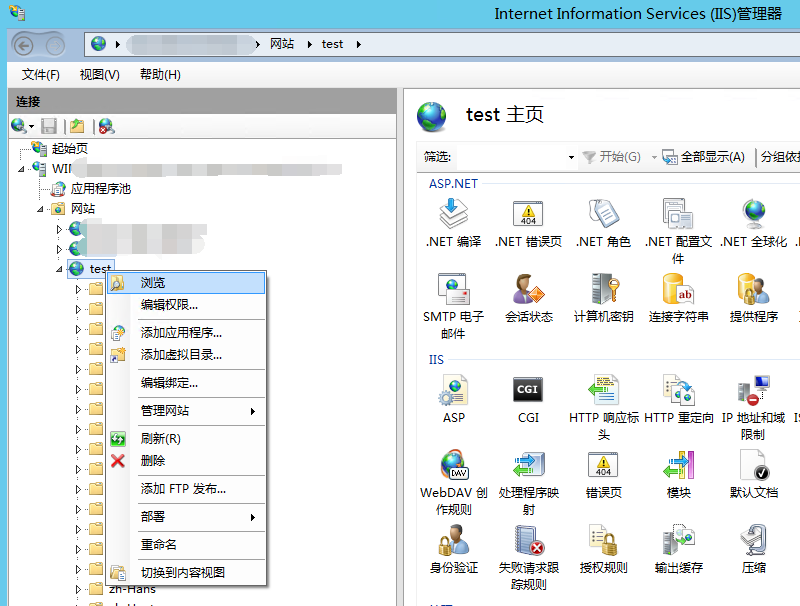 Internet Information Services (IIS)管理器
网站
test
文件(F)
视图(V)
帮助(H)
连接
起始页
WI
应用程序池
网站
test
浏览
编辑权限...
添加应用程序...
添加虚拟目录...
编辑绑定...
管理网站
刷新(R)
删除
添加 FTP 发布...
部署
重命名
切换到内容视图
zh-Hans
test 主页
筛选:
开始(G)
全部显示(A)
分组依
ASP.NET
.NET 编译
.NET 错误页
.NET 角色
.NET 配置文
件
.NET 全球化
SMTP 电子
邮件
会话状态
计算机密钥
连接字符串
提供程序
IIS
ASP
CGI
HTTP 响应标
头
HTTP 重定向
IP 地址和域
限制
WebDAV 创
作规则
处理程序映
射
错误页
模块
默认文档
身份验证
失败请求跟
踪规则
授权规则
输出缓存
压缩